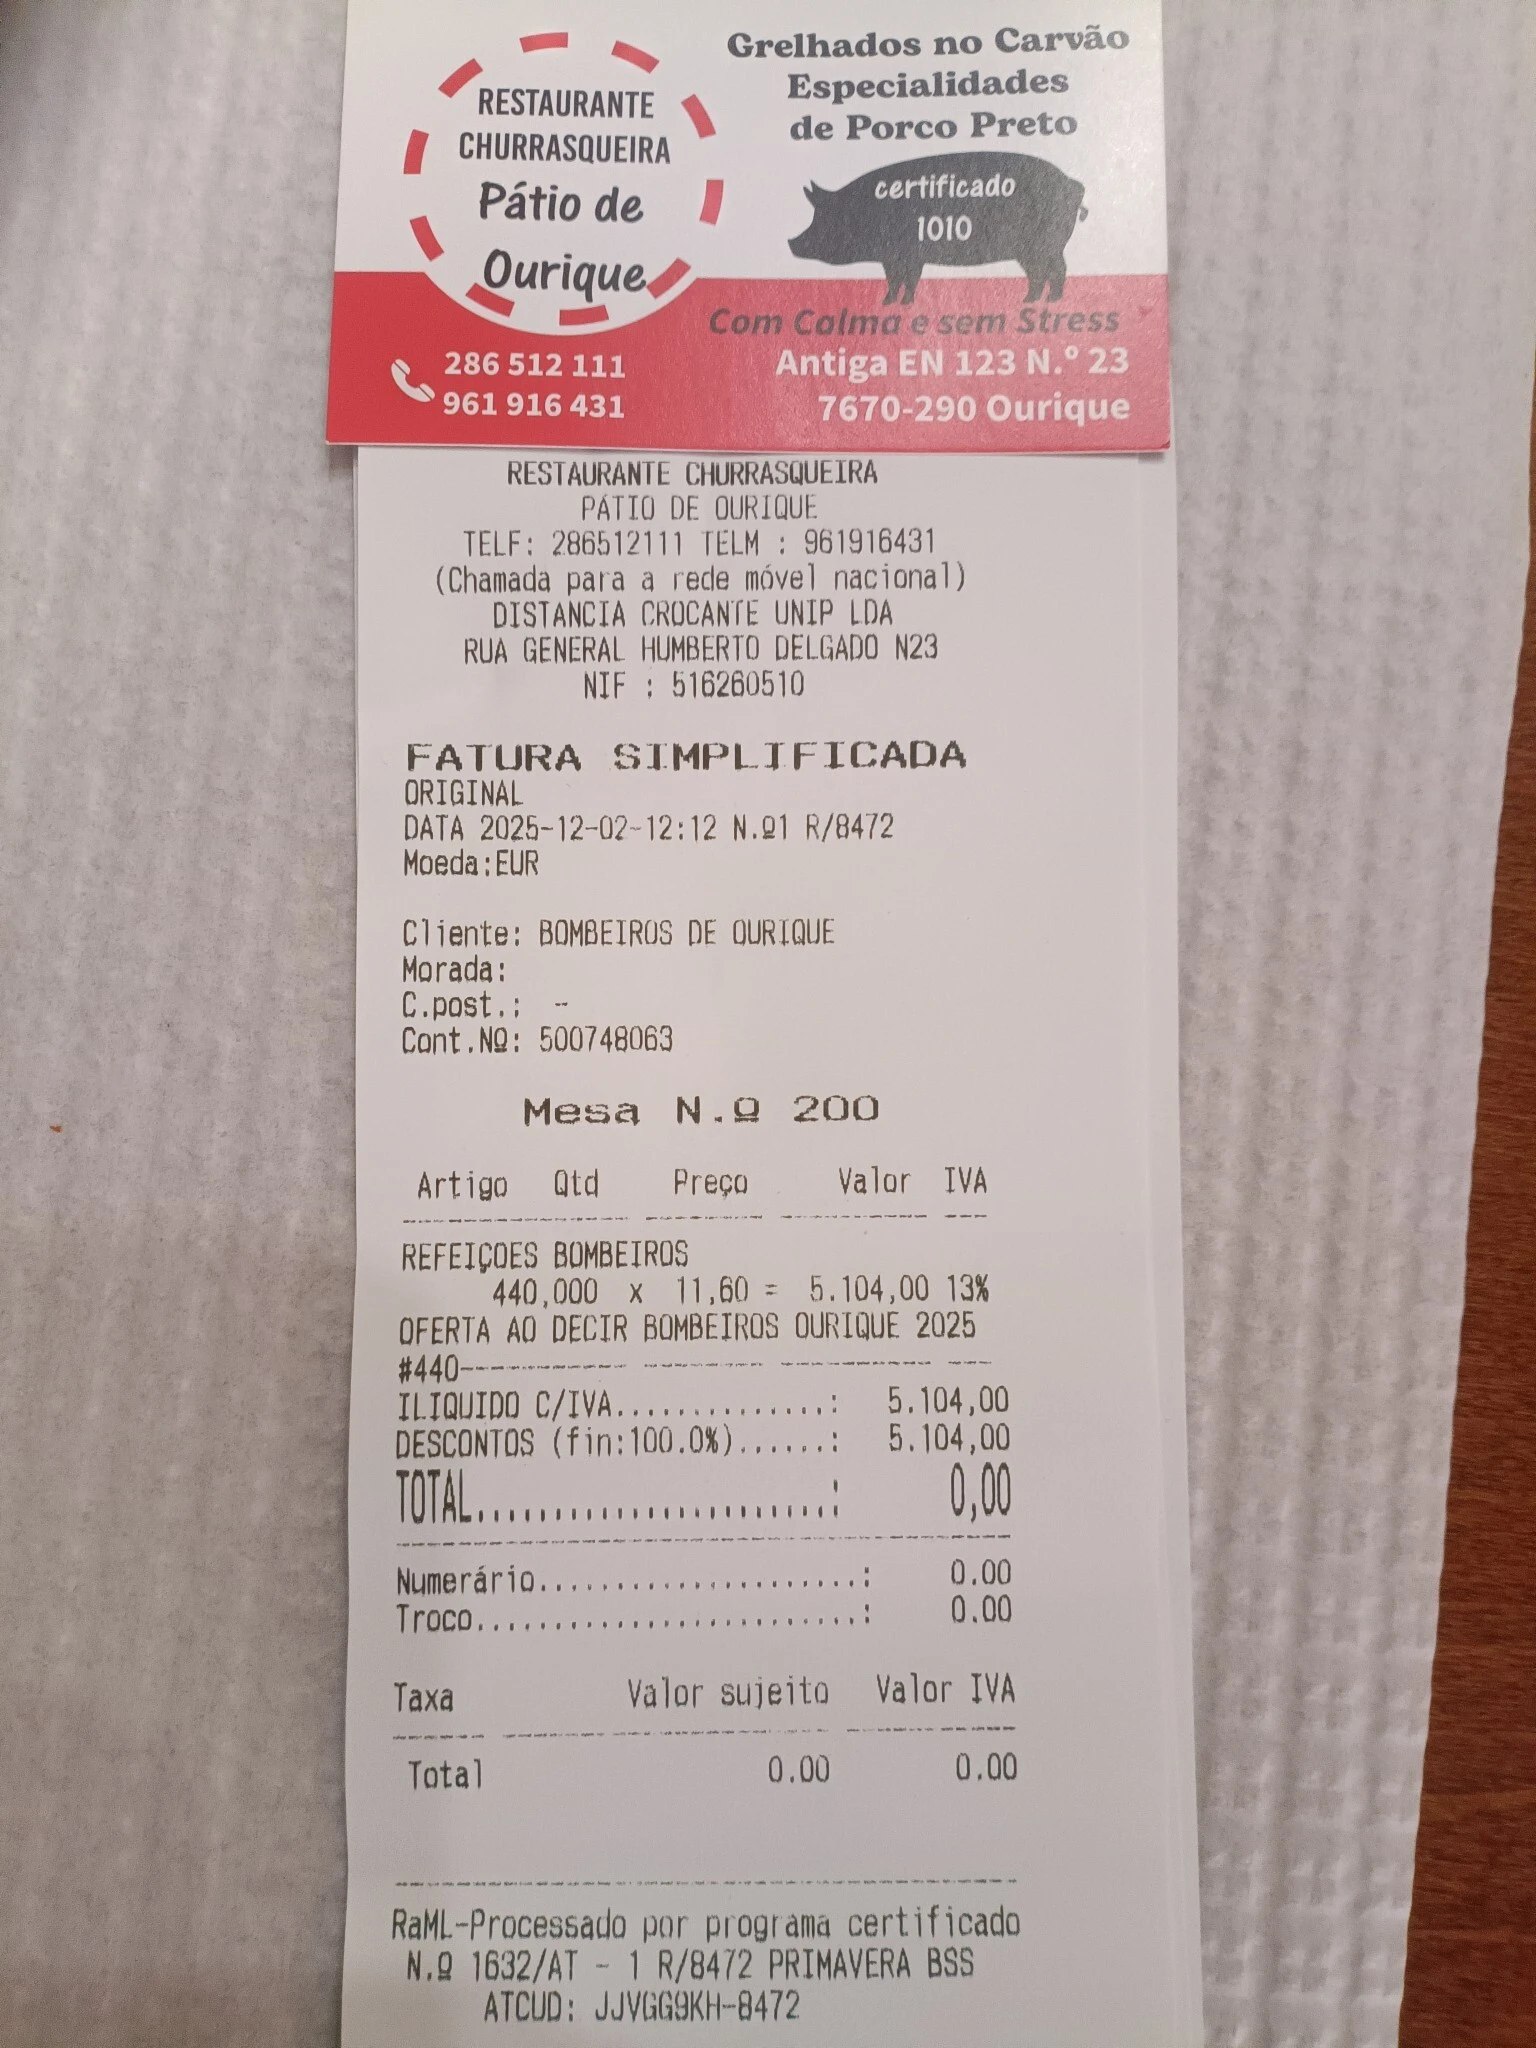 RESTAURANTE
CHURRASQUEIRA
Pátio de
Ourique
Grelhados no Carvão
Especialidades
de Porco Preto
certificado
1010
Com Calma e sem Stress
286 512 111
961 916 431
Antiga EN 123 N.º 23
7670-290 Ourique
RESTAURANTE CHURRASQUEIRA
PÁTIO DE OURIQUE
TELF: 286512111 TELM : 961916431
(Chamada para a rede móvel nacional)
DISTANCIA CROCANTE UNIP LDA
RUA GENERAL HUMBERTO DELGADO N23
NIF : 516260510
FATURA SIMPLIFICADA
ORIGINAL
DATA 2025-12-02-12:12 N.º1 R/8472
Moeda:EUR
Cliente: BOMBEIROS DE OURIQUE
Morada:
C.post.: -
Cont.Nº: 500748063
Mesa N.º 200
Artigo Qtd Preço Valor IVA
REFEIÇOES BOMBEIROS
440,000 x 11,60 = 5.104,00 13%
OFERTA AO DECIR BOMBEIROS OURIQUE 2025
#440
ILIQUIDO C/IVA..............: 5.104,00
DESCONTOS (fin:100.0%)......: 5.104,00
TOTAL.......................: 0,00
Numerário.....................: 0.00
Troco.........................: 0.00
Taxa Valor sujeito Valor IVA
Total 0.00 0.00
RaML-Processado por programa certificado
N.º 1632/AT - 1 R/8472 PRIMAVERA BSS
ATCUD: JJVGG9KH-8472